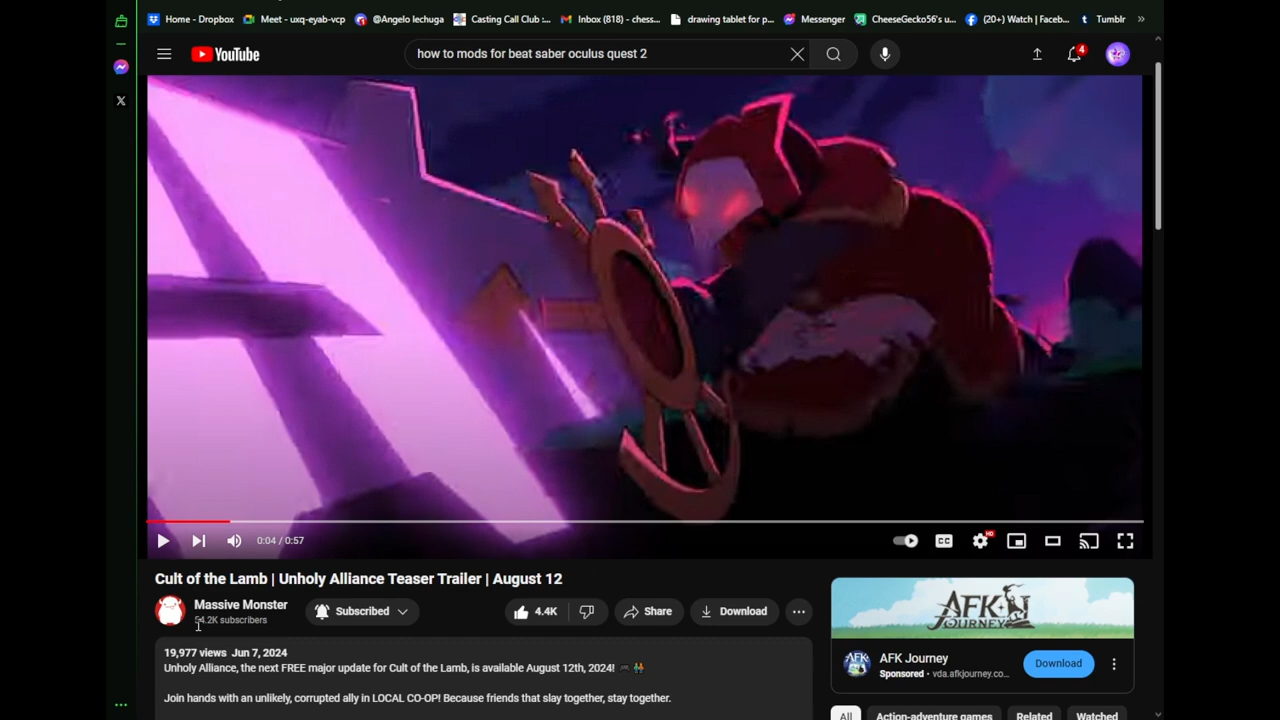 Home - Dropbox
Meet - uxq-eyab-vcp
@Angelo lechuga
Casting Call Club :...
Inbox (818) - chess...
drawing tablet for p...
Messenger
CheeseGecko56's u...
(20+) Watch | Faceb...
Tumblr
»
YouTube
how to mods for beat saber oculus quest 2
4
0:04 / 0:57
CC
HD
Cult of the Lamb | Unholy Alliance Teaser Trailer | August 12
Massive Monster
54.2K subscribers
Subscribed
4.4K
Share
Download
19,977 views Jun 7, 2024
Unholy Alliance, the next FREE major update for Cult of the Lamb, is available August 12th, 2024!
Join hands with an unlikely, corrupted ally in LOCAL CO-OP! Because friends that slay together, stay together.
AFK JOURNEY
AFK Journey
Sponsored · vda.afkjourney.co...
Download
All
Action-adventure games
Related
Watched